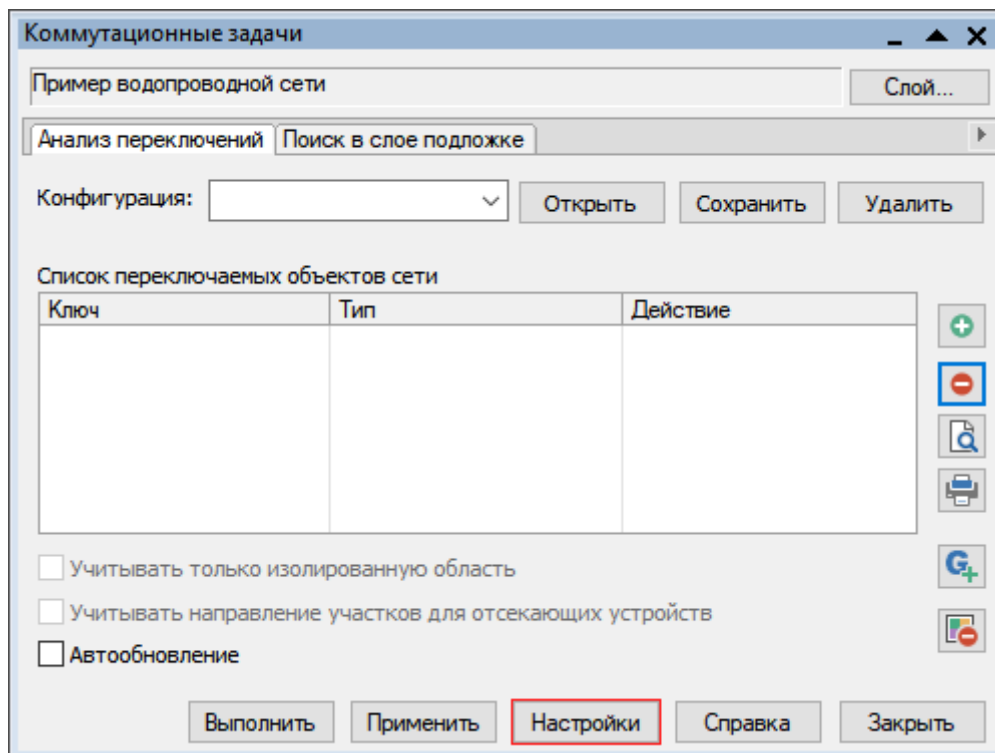 Коммутационные задачи
Пример водопроводной сети Слой...
Анализ переключений Поиск в слое подложке
Конфигурация: Открыть Сохранить Удалить
Список переключаемых объектов сети
Ключ Тип Действие
Учитывать только изолированную область
Учитывать направление участков для отсекающих устройств
Автообновление
Выполнить Применить Настройки Справка Закрыть